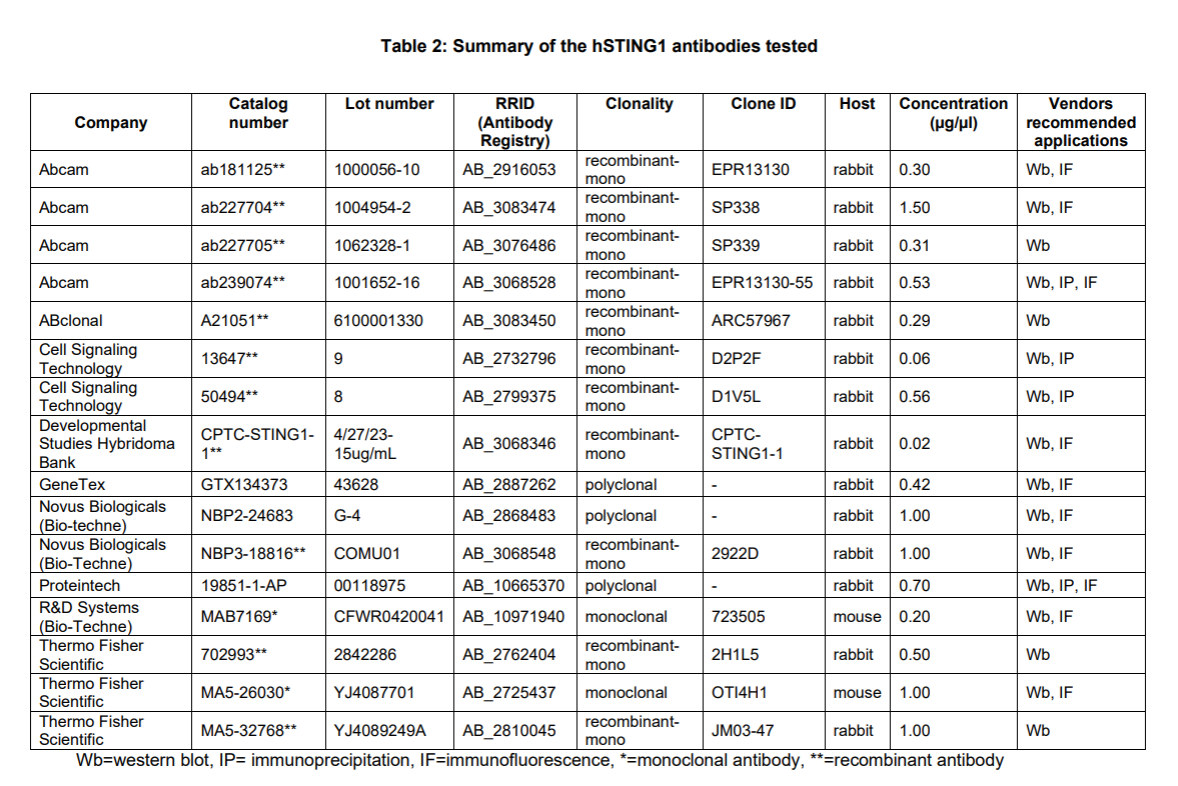 Table 2: Summary of the hSTING1 antibodies tested
Company | Catalog number | Lot number | RRID (Antibody Registry) | Clonality | Clone ID | Host | Concentration (µg/µl) | Vendors recommended applications
Abcam | ab181125** | 1000056-10 | AB_2916053 | recombinant-mono | EPR13130 | rabbit | 0.30 | Wb, IF
Abcam | ab227704** | 1004954-2 | AB_3083474 | recombinant-mono | SP338 | rabbit | 1.50 | Wb, IF
Abcam | ab227705** | 1062328-1 | AB_3076486 | recombinant-mono | SP339 | rabbit | 0.31 | Wb
Abcam | ab239074** | 1001652-16 | AB_3068528 | recombinant-mono | EPR13130-55 | rabbit | 0.53 | Wb, IP, IF
ABclonal | A21051** | 6100001330 | AB_3083450 | recombinant-mono | ARC57967 | rabbit | 0.29 | Wb
Cell Signaling Technology | 13647** | 9 | AB_2732796 | recombinant-mono | D2P2F | rabbit | 0.06 | Wb, IP
Cell Signaling Technology | 50494** | 8 | AB_2799375 | recombinant-mono | D1V5L | rabbit | 0.56 | Wb, IP
Developmental Studies Hybridoma Bank | CPTC-STING1-1** | 4/27/23-15ug/mL | AB_3068346 | recombinant-mono | CPTC-STING1-1 | rabbit | 0.02 | Wb, IF
GeneTex | GTX134373 | 43628 | AB_2887262 | polyclonal | - | rabbit | 0.42 | Wb, IF
Novus Biologicals (Bio-techne) | NBP2-24683 | G-4 | AB_2868483 | polyclonal | - | rabbit | 1.00 | Wb, IF
Novus Biologicals (Bio-Techne) | NBP3-18816** | COMU01 | AB_3068548 | recombinant-mono | 2922D | rabbit | 1.00 | Wb, IF
Proteintech | 19851-1-AP | 00118975 | AB_10665370 | polyclonal | - | rabbit | 0.70 | Wb, IP, IF
R&D Systems (Bio-Techne) | MAB7169* | CFWR0420041 | AB_10971940 | monoclonal | 723505 | mouse | 0.20 | Wb, IF
Thermo Fisher Scientific | 702993** | 2842286 | AB_2762404 | recombinant-mono | 2H1L5 | rabbit | 0.50 | Wb
Thermo Fisher Scientific | MA5-26030* | YJ4087701 | AB_2725437 | monoclonal | OTI4H1 | mouse | 1.00 | Wb, IF
Thermo Fisher Scientific | MA5-32768** | YJ4089249A | AB_2810045 | recombinant-mono | JM03-47 | rabbit | 1.00 | Wb
Wb=western blot, IP= immunoprecipitation, IF=immunofluorescence, *=monoclonal antibody, **=recombinant antibody